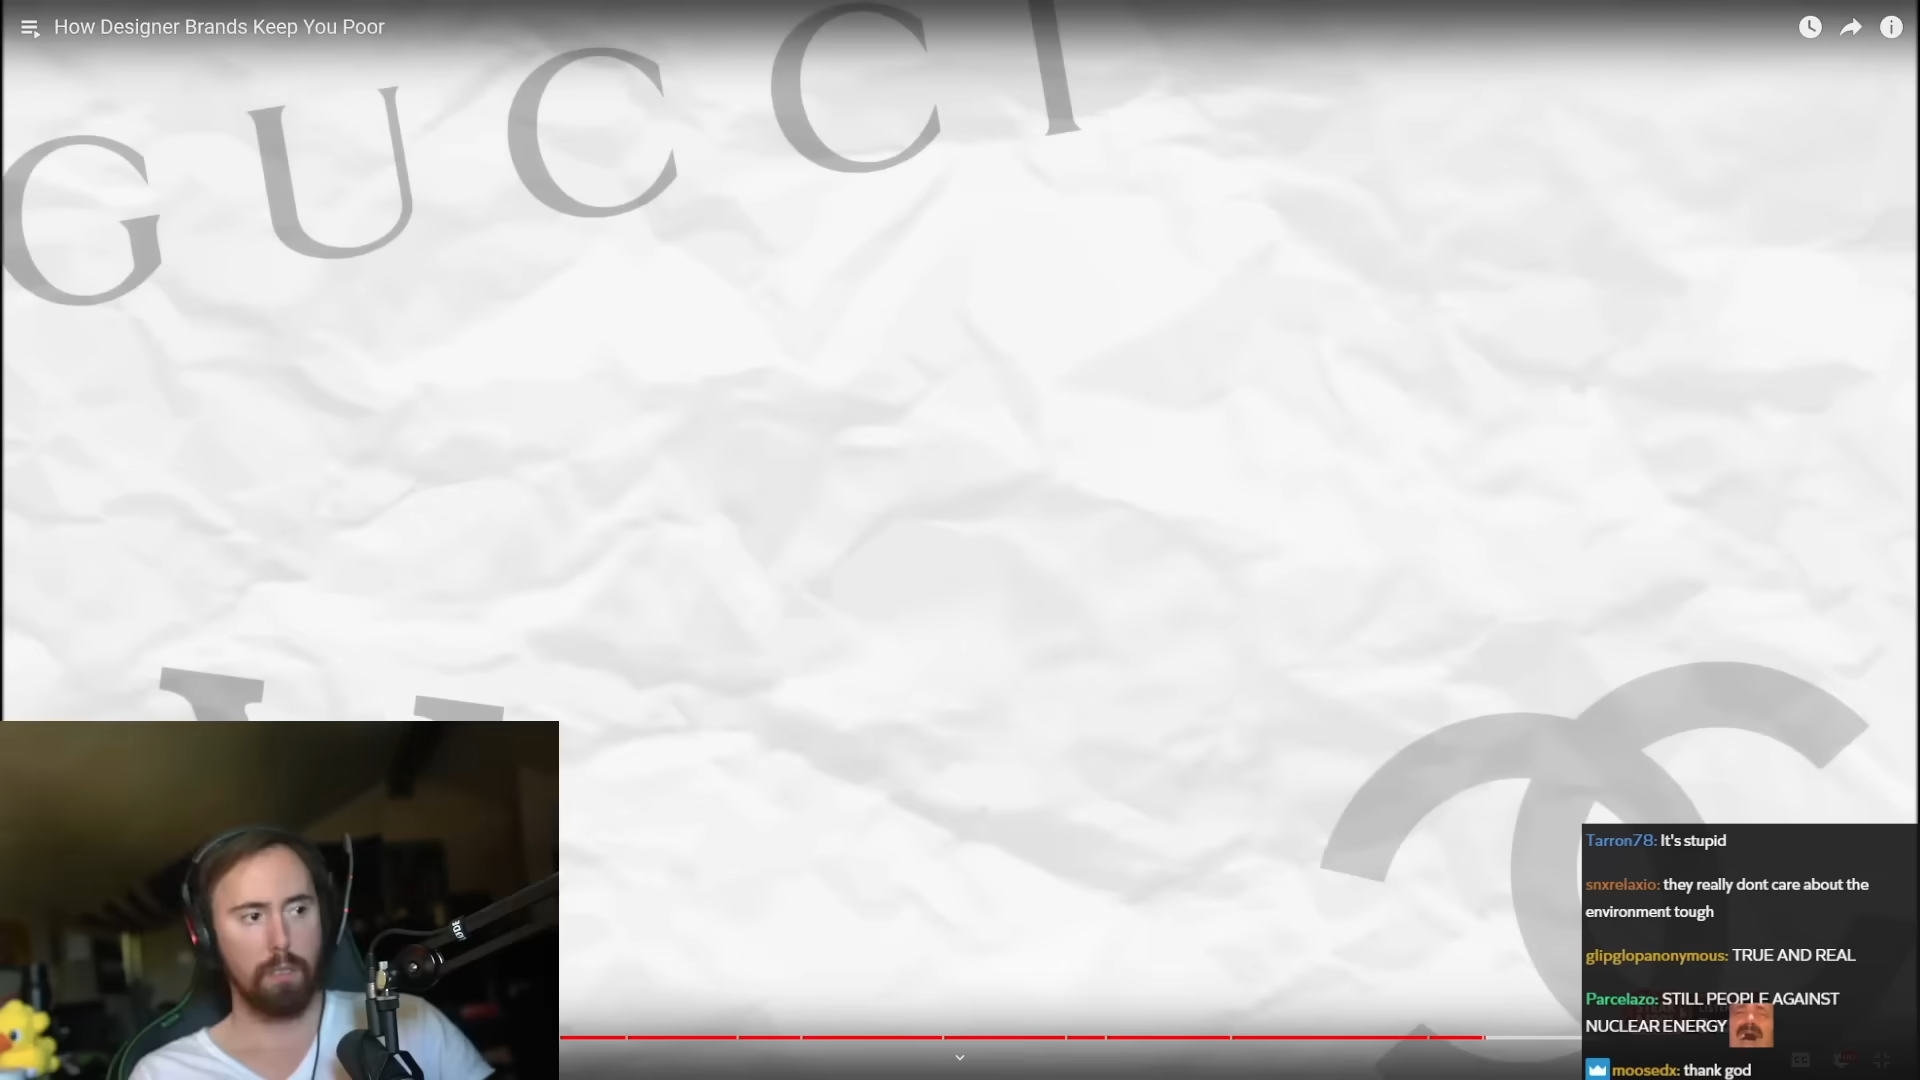 How Designer Brands Keep You Poor
GUCCI
Tarron78: It's stupid
snxrelaxio: they really dont care about the
environment tough
glipglopanonymous: TRUE AND REAL
Parcelazo: STILL PEOPLE AGAINST
NUCLEAR ENERGY
moosedx: thank god